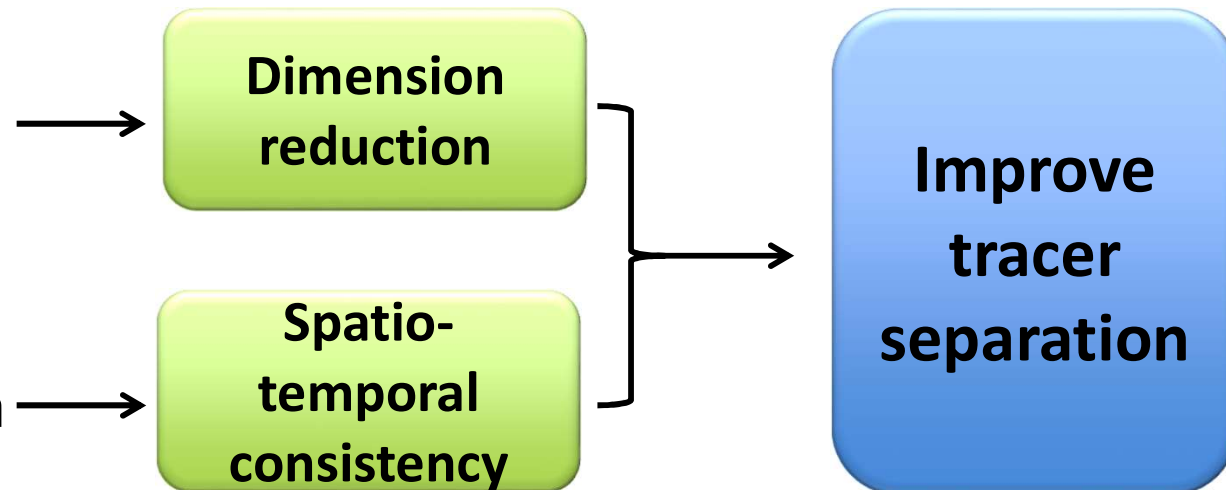 Dimension
reduction
Spatio-
temporal
consistency
Improve
tracer
separation